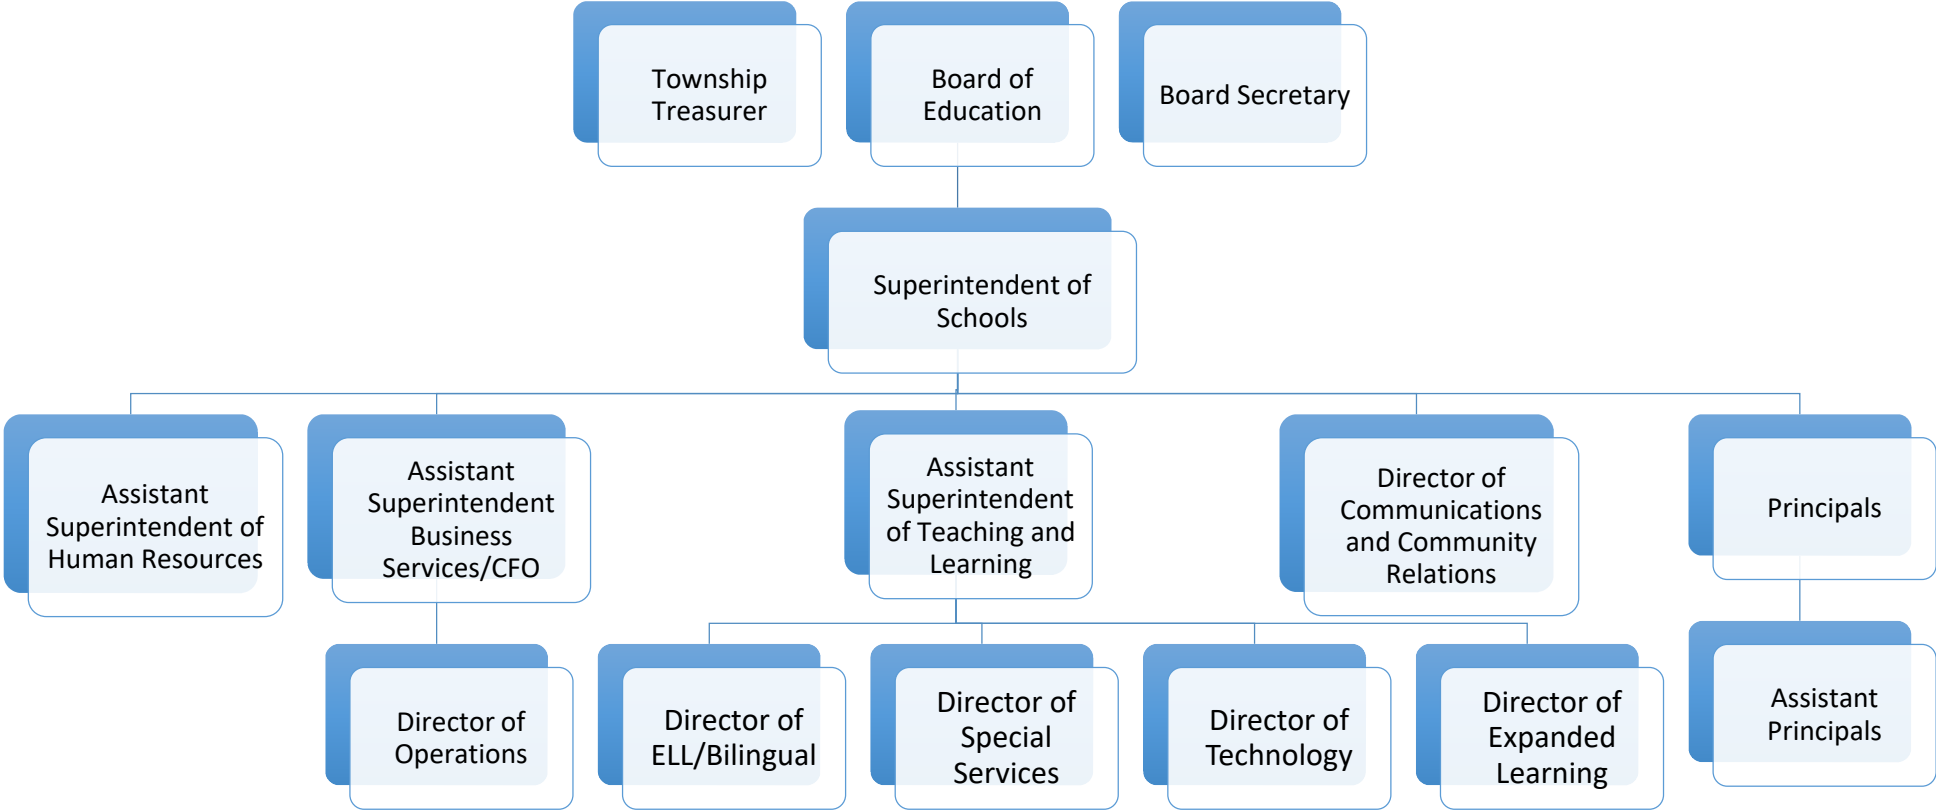 Township
Treasurer
Board of
Education
Board Secretary
Superintendent of
Schools
Assistant
Superintendent of
Human Resources
Assistant
Superintendent
Business
Services/CFO
Assistant
Superintendent
of Teaching and
Learning
Director of
Communications
and Community
Relations
Principals
Director of
Operations
Director of
ELL/Bilingual
Director of
Special
Services
Director of
Technology
Director of
Expanded
Learning
Assistant
Principals